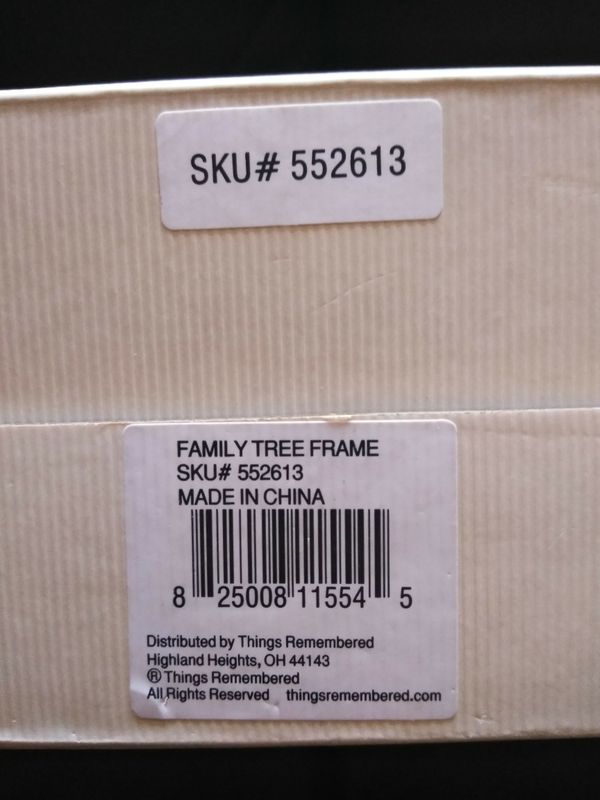 SKU# 552613
FAMILY TREE FRAME
SKU# 552613
MADE IN CHINA
8 25008 11554 5
Distributed by Things Remembered
Highland Heights, OH 44143
® Things Remembered
All Rights Reserved thingsremembered.com